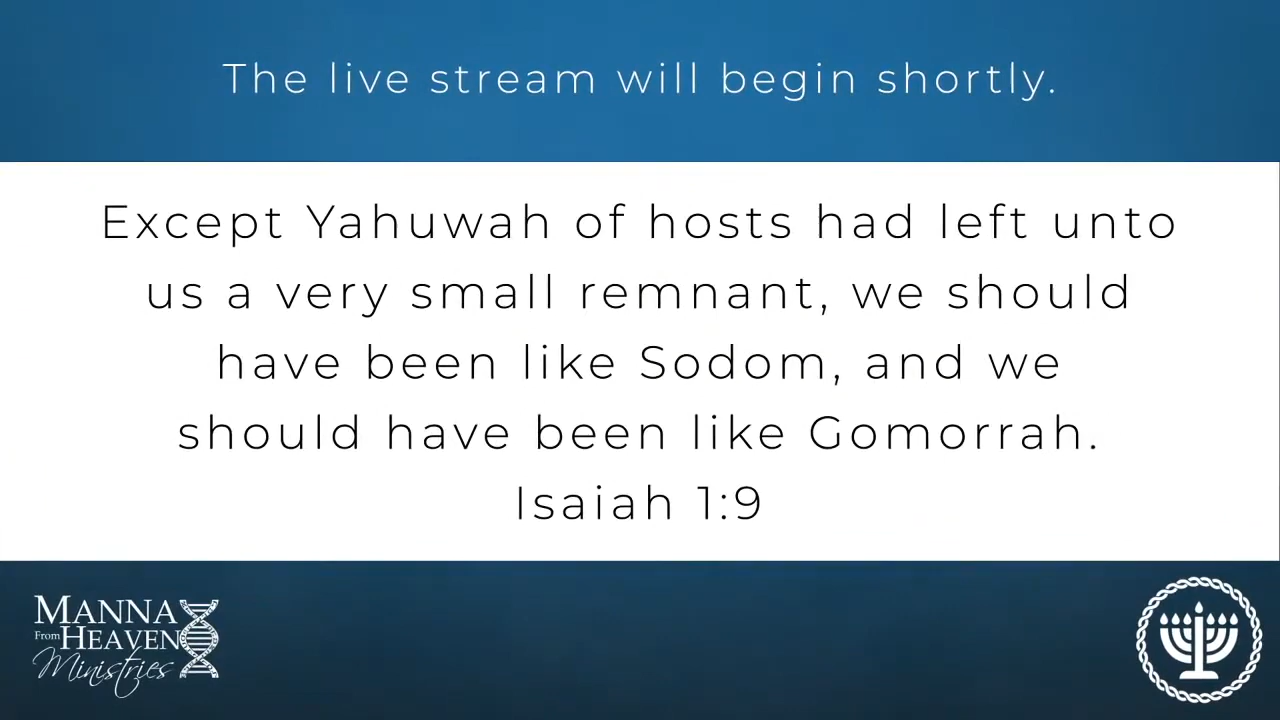 The live stream will begin shortly.
Except Yahuwah of hosts had left unto
us a very small remnant, we should
have been like Sodom, and we
should have been like Gomorrah.
Isaiah 1:9
MANNA
From HEAVEN
Ministries